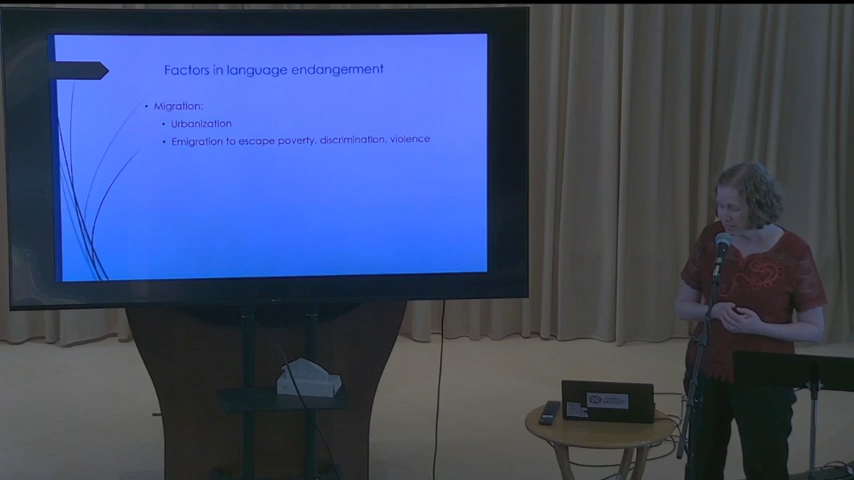 Factors in language endangerment
• Migration:
• Urbanization
• Emigration to escape poverty, discrimination, violence